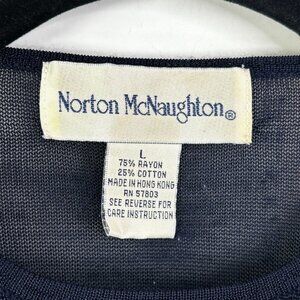 Norton McNaughton®
L
75% RAYON
25% COTTON
MADE IN HONG KONG
RN 57803
SEE REVERSE FOR
CARE INSTRUCTION